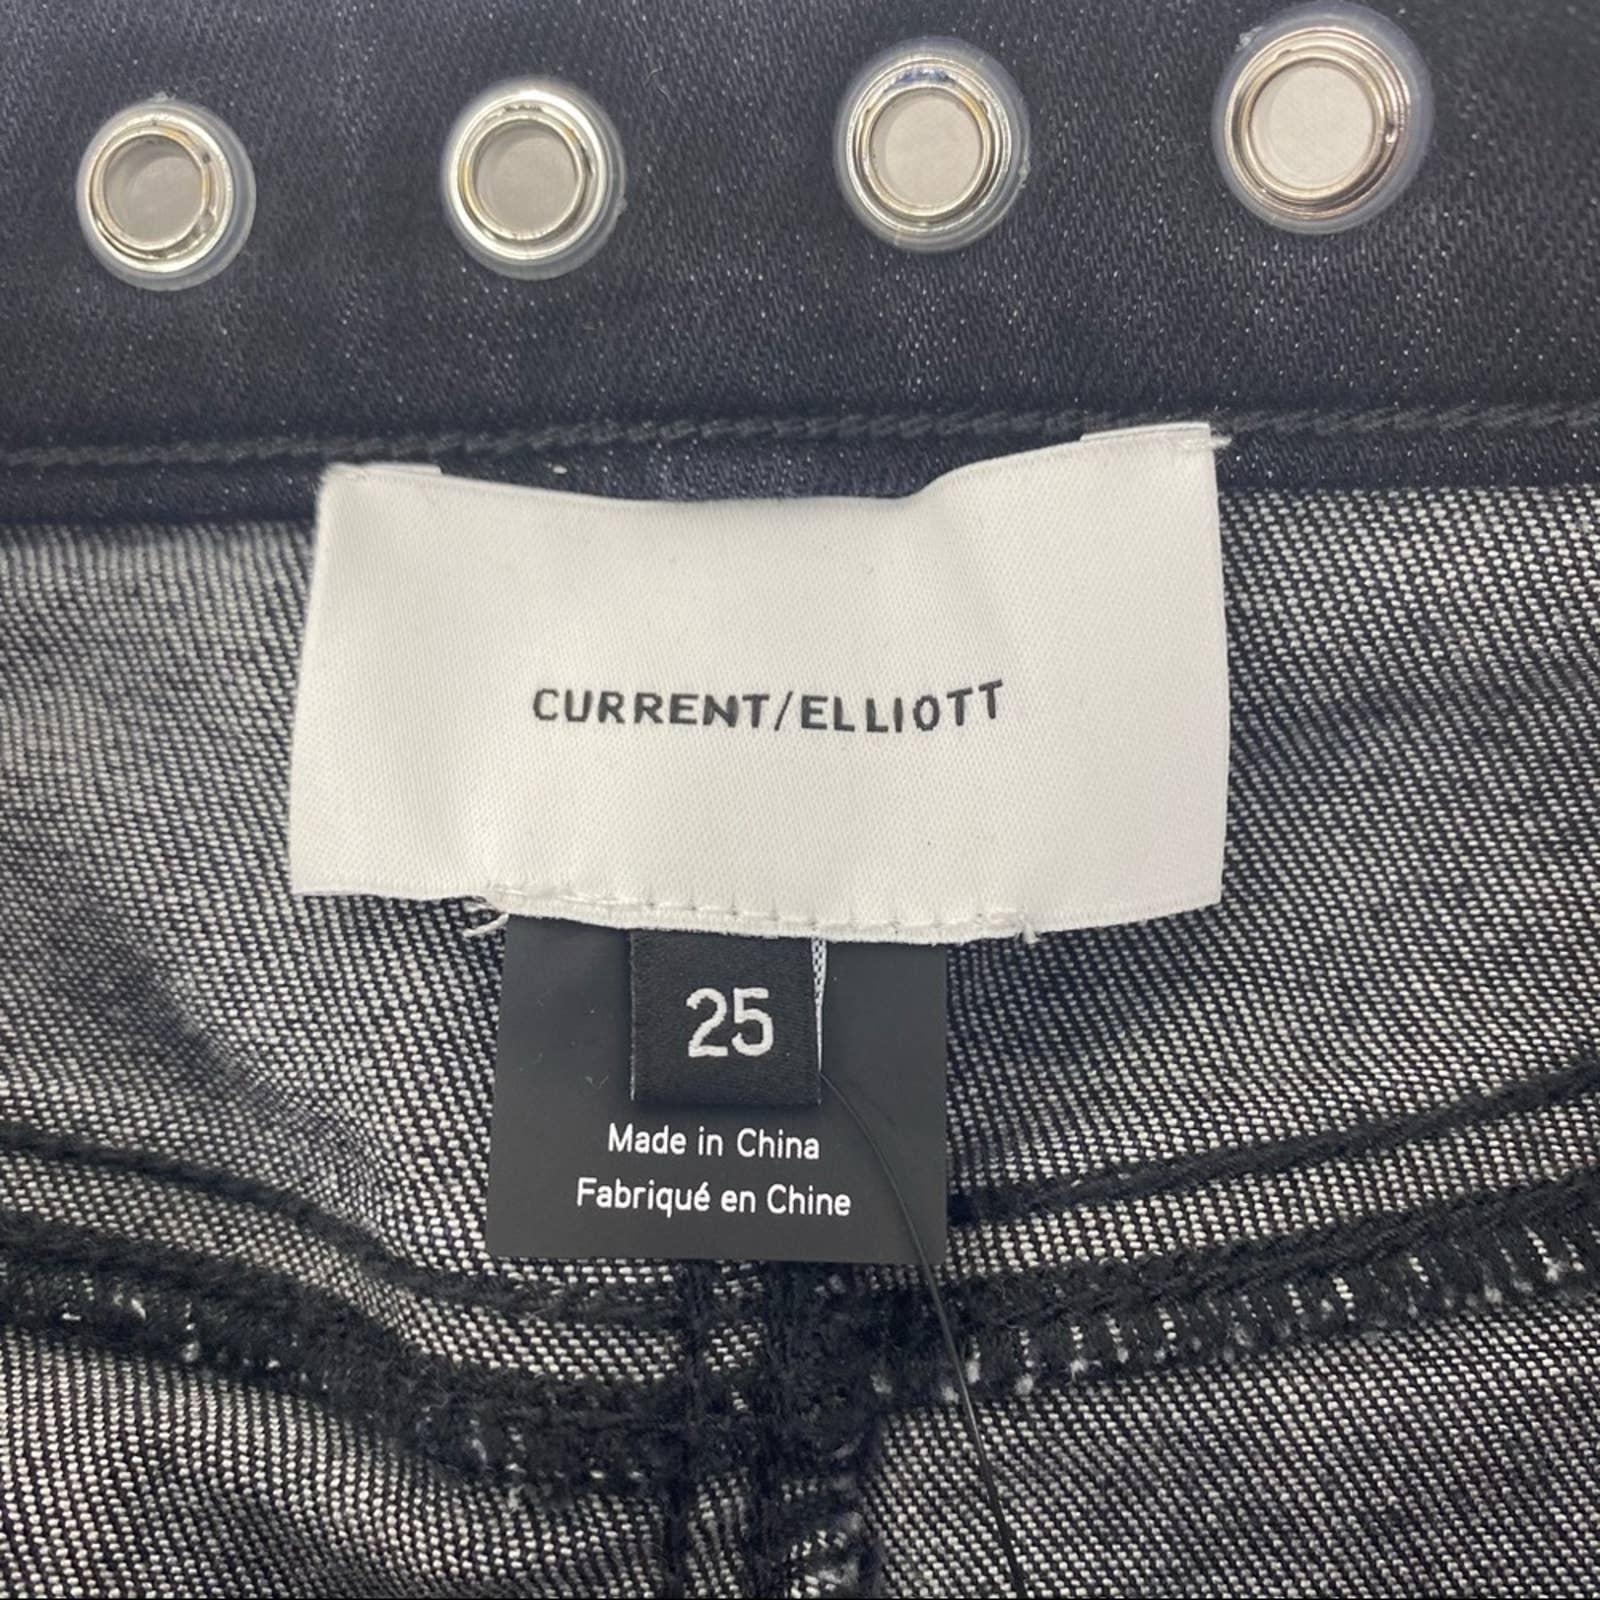 CURRENT/ELLIOTT
25
Made in China
Fabriqué en Chine